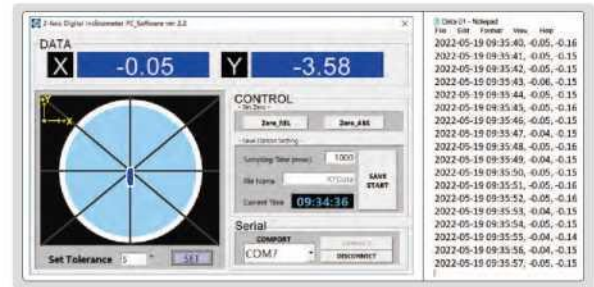 2-Axis Digital Inclinometer PC_Software ver 2.2
DATA
X -0.05 Y -3.58
CONTROL
Set Zero
Zero_REL Zero_ABS
Save Option Setting
Sampling Time (msec) 1000
File Name
SAVE
START
Current Time 09:34:36
Serial
COMPORT
COM7
DISCONNECT
Set Tolerance 5 ° SET
+Y
+X
Data-01 - Notepad
File Edit Format View Help
2022-05-19 09:35:40, -0.05, -0.16
2022-05-19 09:35:41, -0.05, -0.15
2022-05-19 09:35:42, -0.05, -0.15
2022-05-19 09:35:43, -0.06, -0.15
2022-05-19 09:35:44, -0.05, -0.15
2022-05-19 09:35:45, -0.05, -0.16
2022-05-19 09:35:46, -0.05, -0.15
2022-05-19 09:35:47, -0.04, -0.15
2022-05-19 09:35:48, -0.05, -0.16
2022-05-19 09:35:49, -0.04, -0.15
2022-05-19 09:35:50, -0.05, -0.15
2022-05-19 09:35:51, -0.05, -0.16
2022-05-19 09:35:52, -0.05, -0.16
2022-05-19 09:35:53, -0.04, -0.15
2022-05-19 09:35:54, -0.05, -0.15
2022-05-19 09:35:55, -0.04, -0.14
2022-05-19 09:35:56, -0.04, -0.15
2022-05-19 09:35:57, -0.05, -0.15